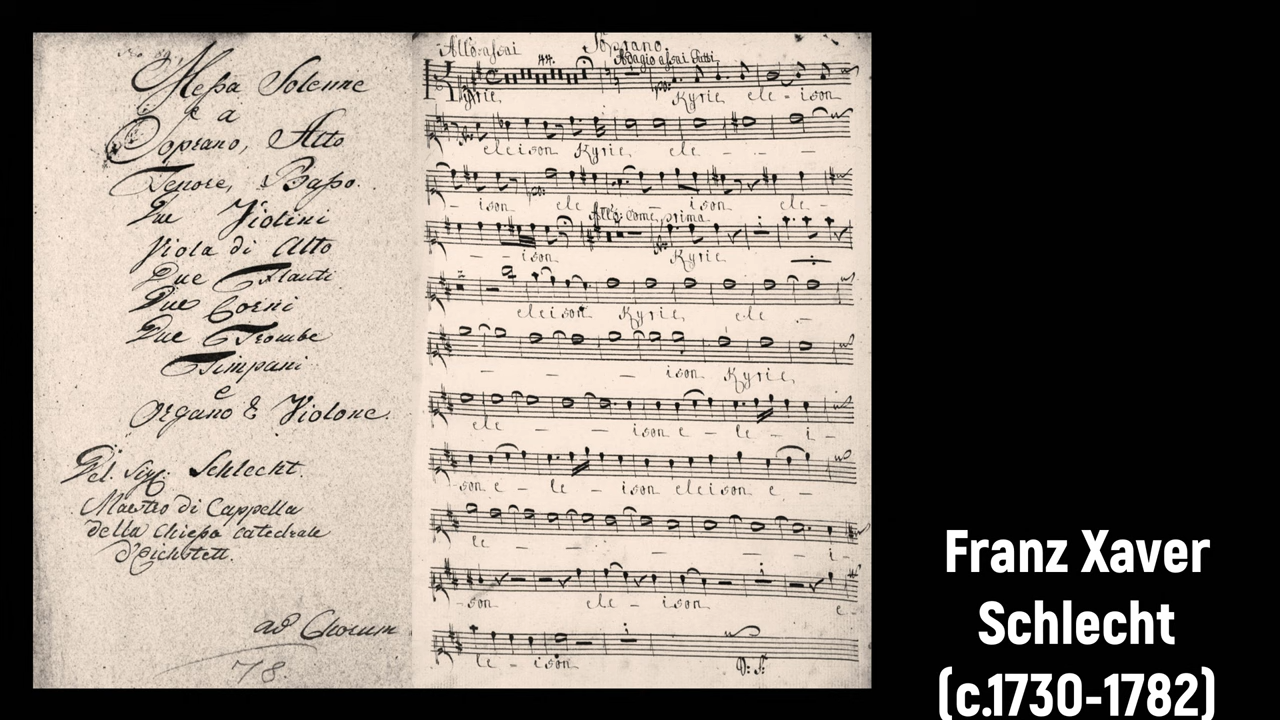 Messa Solenne
e a
Soprano, Alto
Tenore, Basso.
Due Violini
Viola di Alto
Due Flauti
Due Corni
Due Trombe
Timpani
e
Organo & Violone.
Del Sig: Schlecht.
Maestro di Cappella
della Chiesa Catedrale
d'Eichstett.
ad Chorum
78.
Allo: assai Soprano.
44. Adagio assai Tutti
Kyrie, Kyrie ele - ison
eleison Kyrie, ele - - -
- ison ele - ison ele -
Allo: Come prima.
- - ison. Kyrie
eleison Kyrie, ele -
- - - - ison Kyrie,
ele - - ison e - le - i -
- son e - le - ison eleison e -
le - - - - - i -
- son ele - ison e
le - ison
Franz Xaver
Schlecht
(c.1730-1782)